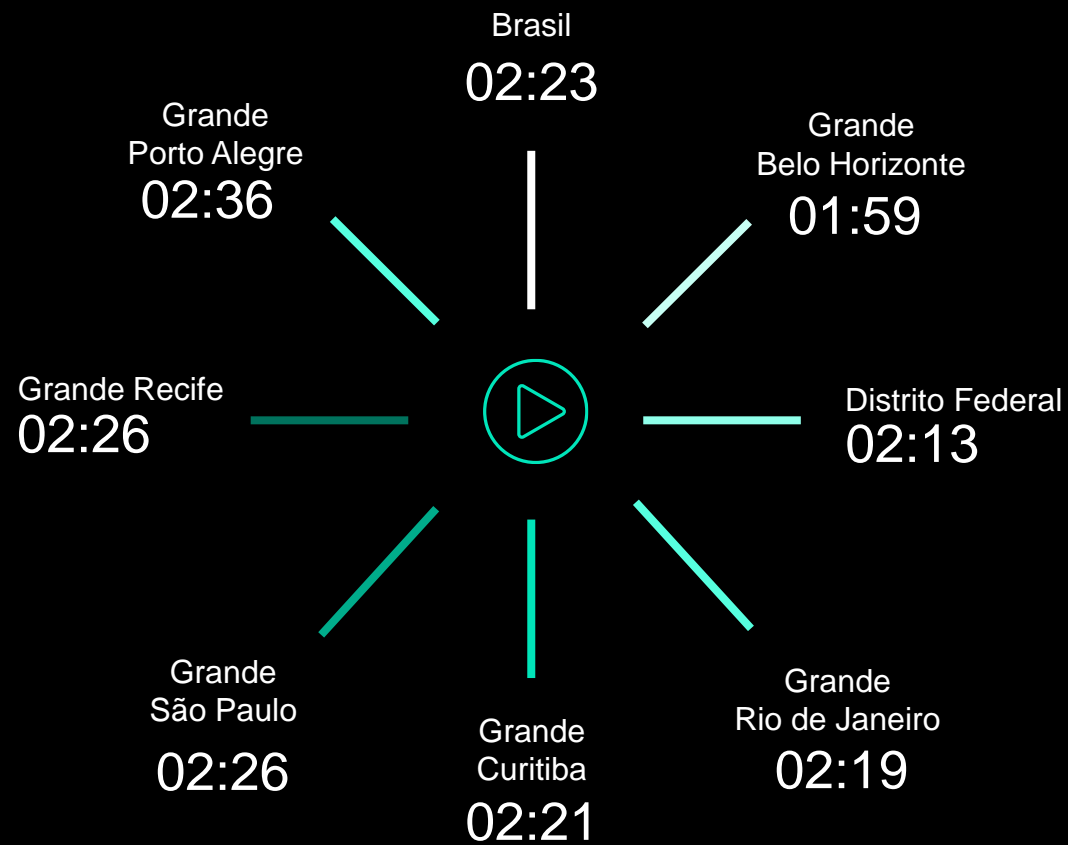 Brasil
02:23
Grande
Porto Alegre
02:36
Grande
Belo Horizonte
01:59
Grande Recife
02:26
Distrito Federal
02:13
Grande
São Paulo
02:26
Grande
Curitiba
02:21
Grande
Rio de Janeiro
02:19